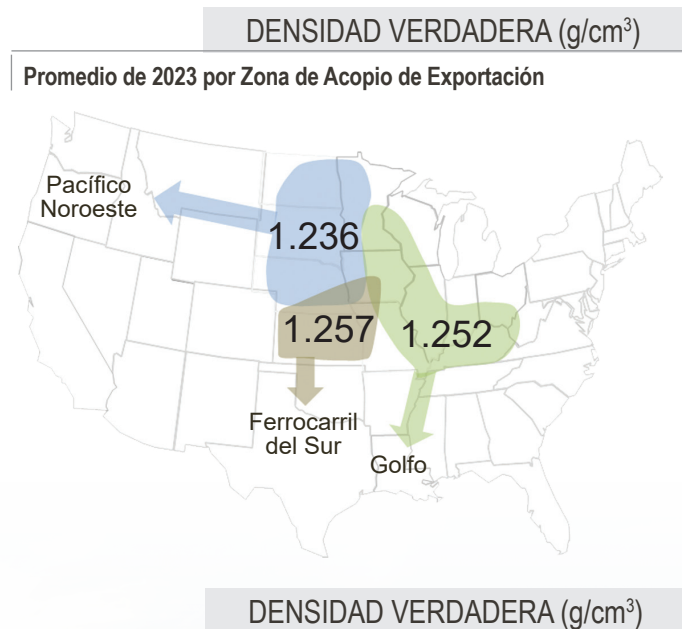 DENSIDAD VERDADERA (g/cm³)
Promedio de 2023 por Zona de Acopio de Exportación
Pacífico
Noroeste
1.236
1.257
1.252
Ferrocarril
del Sur
Golfo
DENSIDAD VERDADERA (g/cm³)